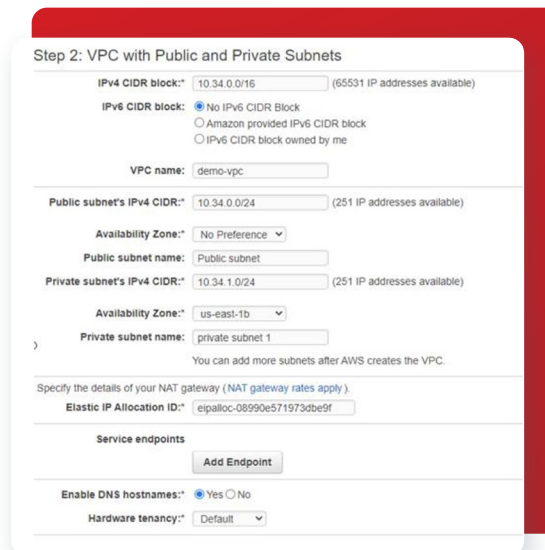 Step 2: VPC with Public and Private Subnets
IPv4 CIDR block:* 10.34.0.0/16 (65531 IP addresses available)
IPv6 CIDR block: No IPv6 CIDR Block
Amazon provided IPv6 CIDR block
IPv6 CIDR block owned by me
VPC name: demo-vpc
Public subnet's IPv4 CIDR:* 10.34.0.0/24 (251 IP addresses available)
Availability Zone:* No Preference
Public subnet name: Public subnet
Private subnet's IPv4 CIDR:* 10.34.1.0/24 (251 IP addresses available)
Availability Zone:* us-east-1b
Private subnet name: private subnet 1
You can add more subnets after AWS creates the VPC.
Specify the details of your NAT gateway (NAT gateway rates apply).
Elastic IP Allocation ID:* eipalloc-08990e571973dbe9f
Service endpoints
Add Endpoint
Enable DNS hostnames:* Yes No
Hardware tenancy:* Default